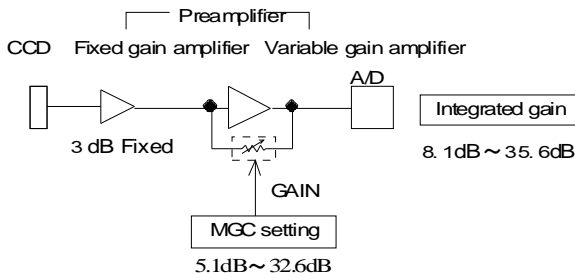 Preamplifier
CCD Fixed gain amplifier Variable gain amplifier
A/D
Integrated gain
3 dB Fixed
8.1dB～35.6dB
GAIN
MGC setting
5.1dB～32.6dB